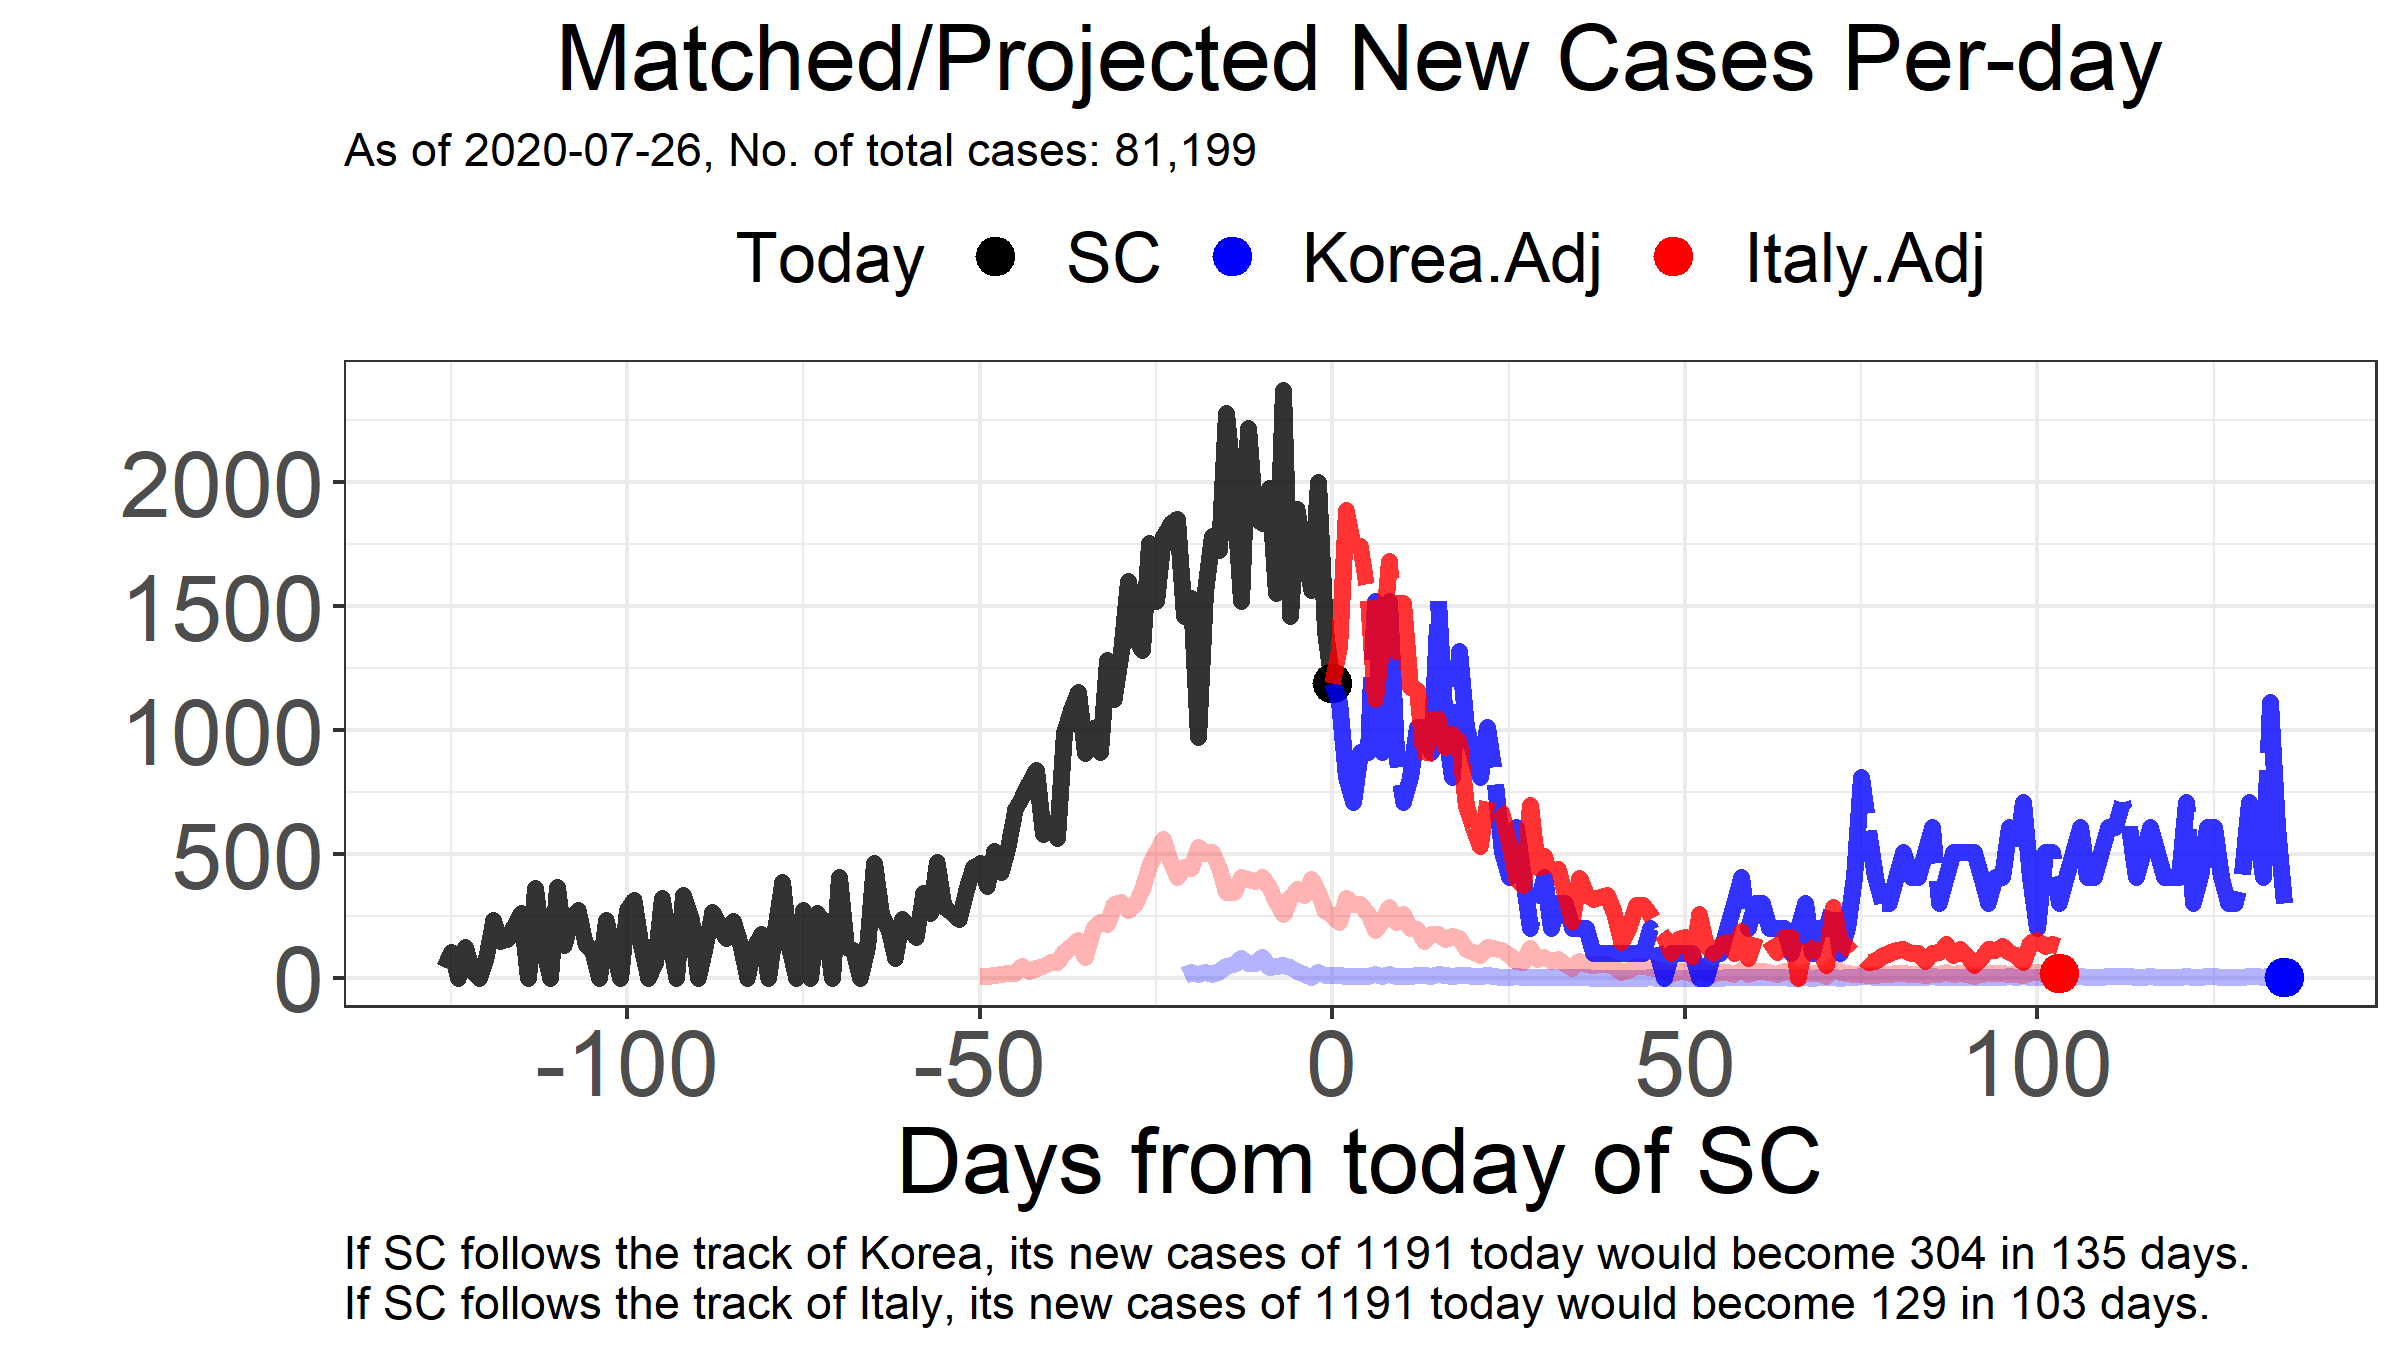 Matched/Projected New Cases Per-day
As of 2020-07-26, No. of total cases: 81,199
Today SC Korea.Adj Italy.Adj
2000
1500
1000
500
0
-100 -50 0 50 100
Days from today of SC
If SC follows the track of Korea, its new cases of 1191 today would become 304 in 135 days.
If SC follows the track of Italy, its new cases of 1191 today would become 129 in 103 days.